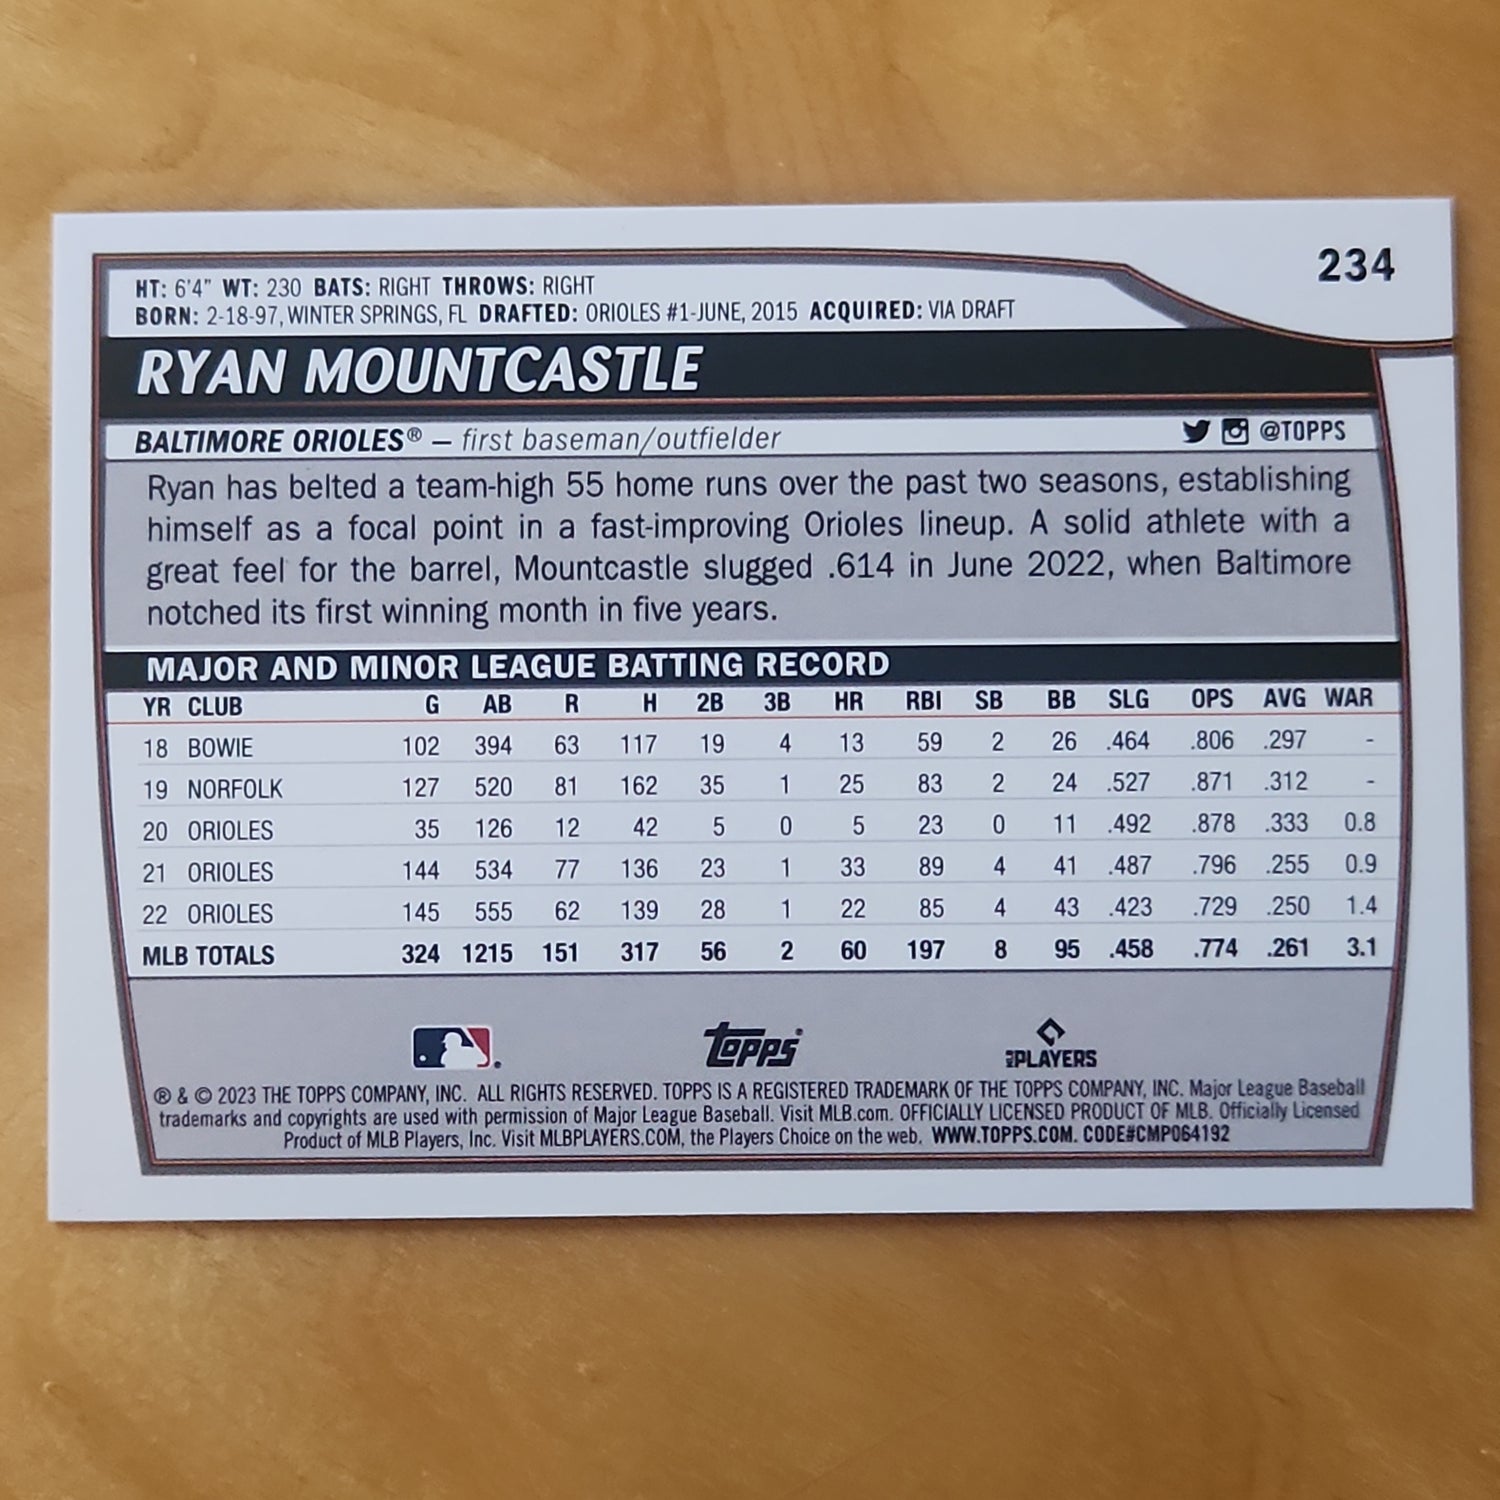 234
HT: 6'4" WT: 230 BATS: RIGHT THROWS: RIGHT
BORN: 2-18-97, WINTER SPRINGS, FL DRAFTED: ORIOLES #1-JUNE, 2015 ACQUIRED: VIA DRAFT
RYAN MOUNTCASTLE
BALTIMORE ORIOLES® – first baseman/outfielder @TOPPS
Ryan has belted a team-high 55 home runs over the past two seasons, establishing
himself as a focal point in a fast-improving Orioles lineup. A solid athlete with a
great feel for the barrel, Mountcastle slugged .614 in June 2022, when Baltimore
notched its first winning month in five years.
MAJOR AND MINOR LEAGUE BATTING RECORD
YR CLUB G AB R H 2B 3B HR RBI SB BB SLG OPS AVG WAR
18 BOWIE 102 394 63 117 19 4 13 59 2 26 .464 .806 .297 -
19 NORFOLK 127 520 81 162 35 1 25 83 2 24 .527 .871 .312 -
20 ORIOLES 35 126 12 42 5 0 5 23 0 11 .492 .878 .333 0.8
21 ORIOLES 144 534 77 136 23 1 33 89 4 41 .487 .796 .255 0.9
22 ORIOLES 145 555 62 139 28 1 22 85 4 43 .423 .729 .250 1.4
MLB TOTALS 324 1215 151 317 56 2 60 197 8 95 .458 .774 .261 3.1
topps® MLB PLAYERS
® & © 2023 THE TOPPS COMPANY, INC. ALL RIGHTS RESERVED. TOPPS IS A REGISTERED TRADEMARK OF THE TOPPS COMPANY, INC. Major League Baseball
trademarks and copyrights are used with permission of Major League Baseball. Visit MLB.com. OFFICIALLY LICENSED PRODUCT OF MLB. Officially Licensed
Product of MLB Players, Inc. Visit MLBPLAYERS.COM, the Players Choice on the web. WWW.TOPPS.COM. CODE#CMP064192